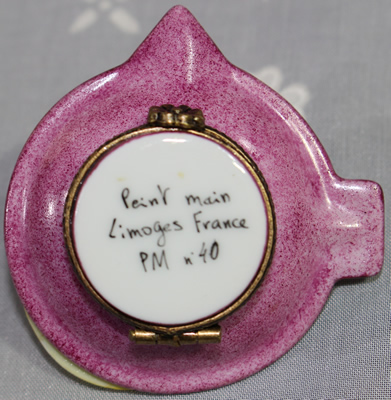 Peint main
Limoges France
PM n° 40